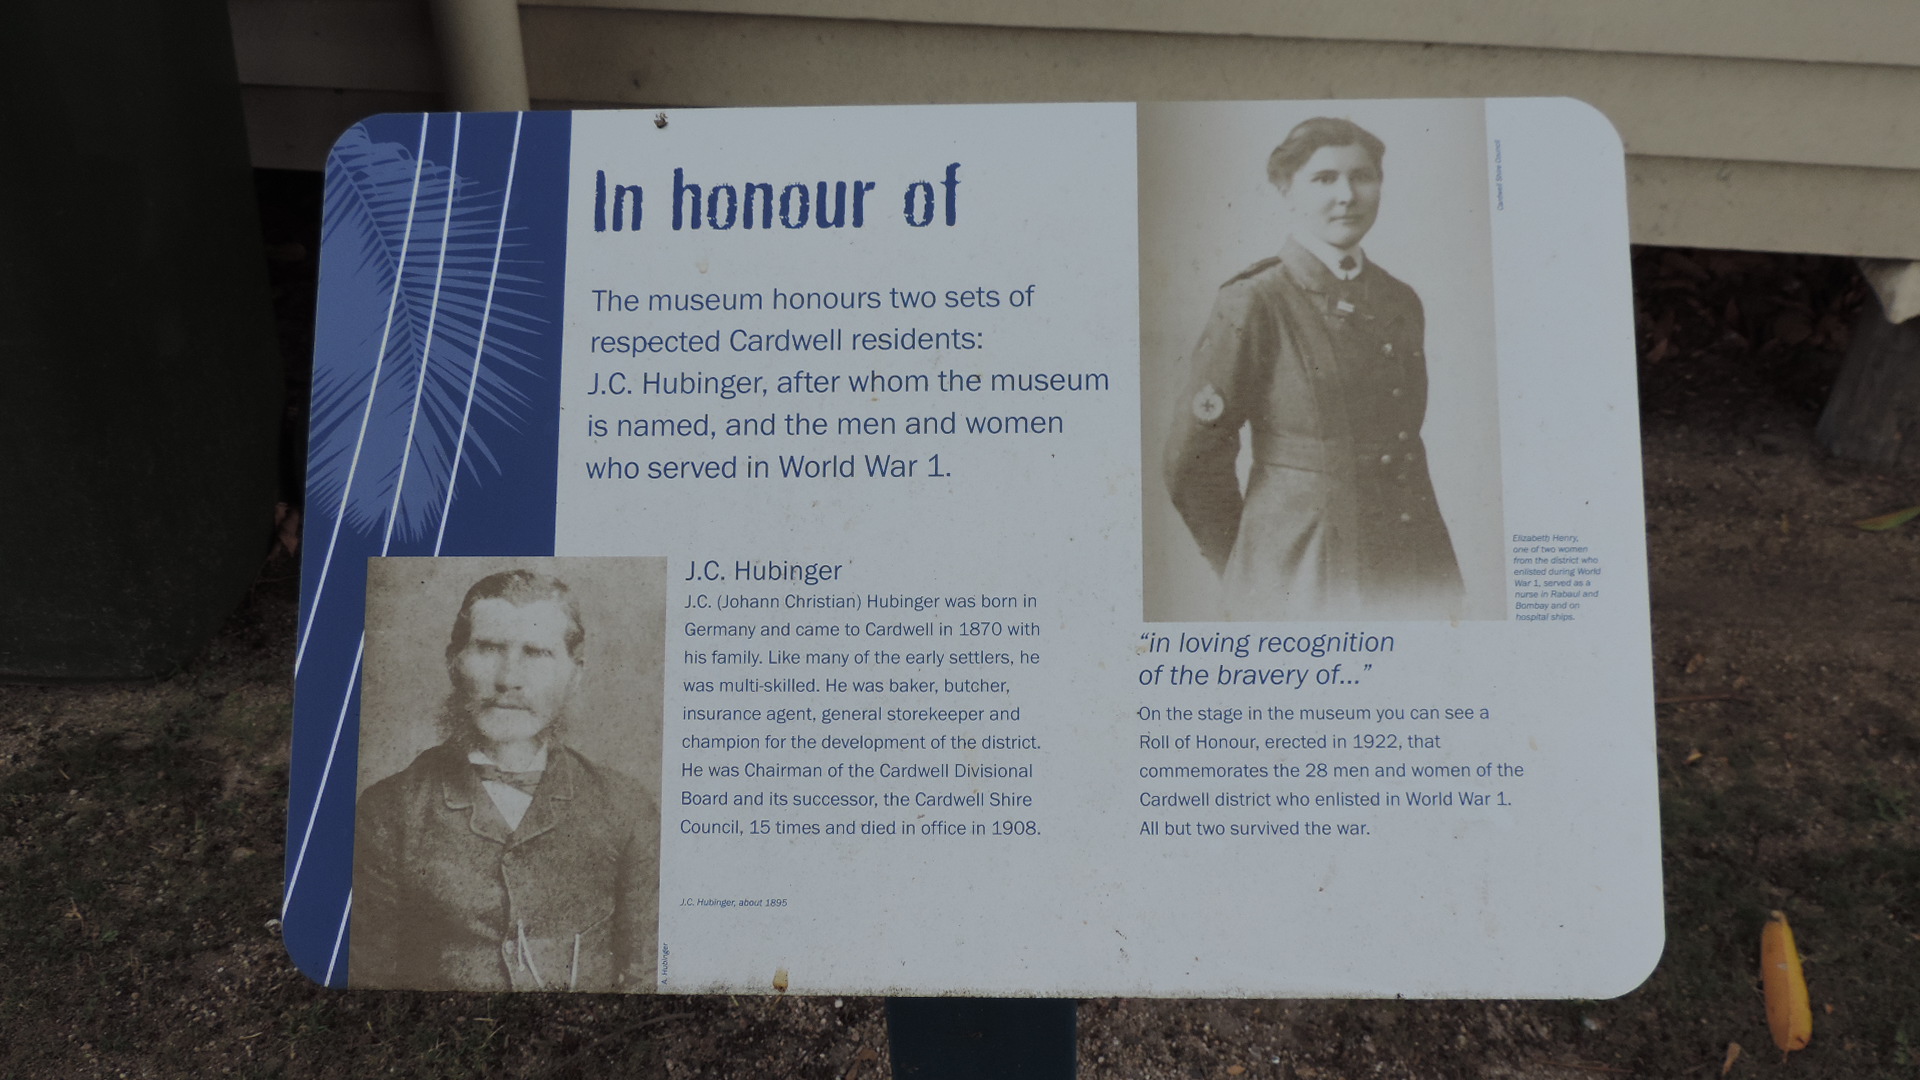 In honour of
The museum honours two sets of
respected Cardwell residents:
J.C. Hubinger, after whom the museum
is named, and the men and women
who served in World War 1.
J.C. Hubinger
J.C. (Johann Christian) Hubinger was born in
Germany and came to Cardwell in 1870 with
his family. Like many of the early settlers, he
was multi-skilled. He was baker, butcher,
insurance agent, general storekeeper and
champion for the development of the district.
He was Chairman of the Cardwell Divisional
Board and its successor, the Cardwell Shire
Council, 15 times and died in office in 1908.
J.C. Hubinger, about 1895
A. Hubinger
Cardwell Shire Council
Elizabeth Henry,
one of two women
from the district who
enlisted during World
War 1, served as a
nurse in Rabaul and
Bombay and on
hospital ships.
“in loving recognition
of the bravery of...”
On the stage in the museum you can see a
Roll of Honour, erected in 1922, that
commemorates the 28 men and women of the
Cardwell district who enlisted in World War 1.
All but two survived the war.